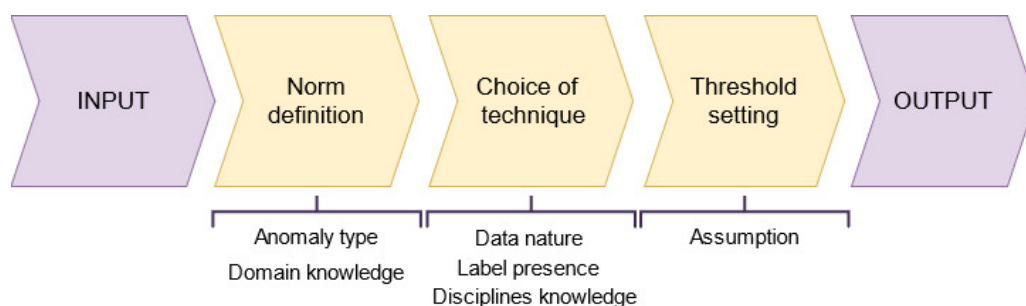 INPUT
Norm
definition
Choice of
technique
Threshold
setting
OUTPUT
Anomaly type
Domain knowledge
Data nature
Label presence
Disciplines knowledge
Assumption